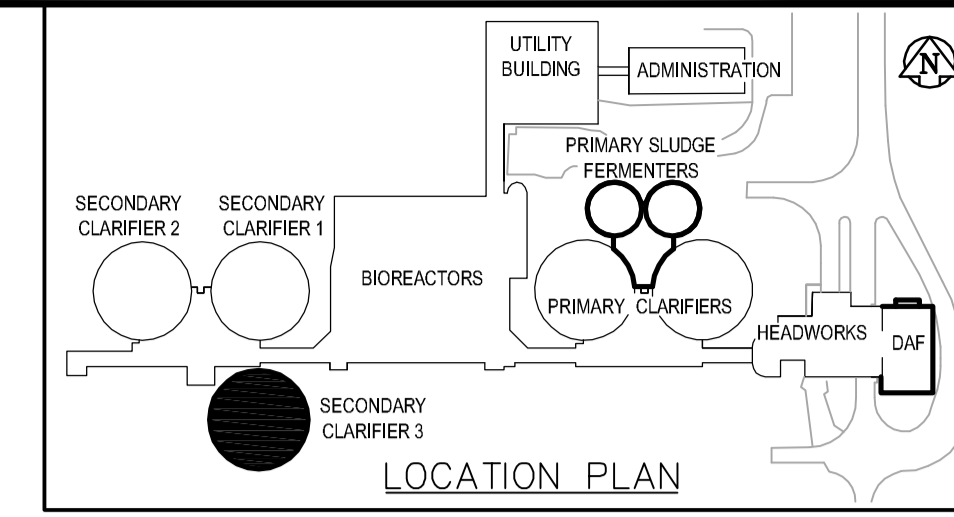 UTILITY
BUILDING
ADMINISTRATION
N
PRIMARY SLUDGE
FERMENTERS
SECONDARY
CLARIFIER 2
SECONDARY
CLARIFIER 1
BIOREACTORS
PRIMARY CLARIFIERS
HEADWORKS
DAF
SECONDARY
CLARIFIER 3
LOCATION PLAN